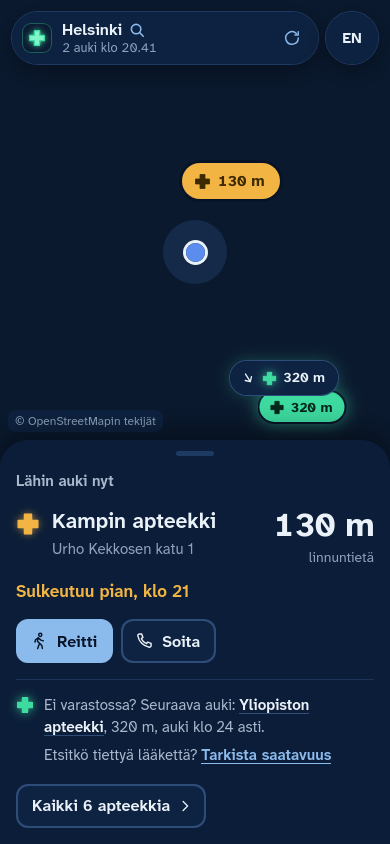 Helsinki
2 auki klo 20.41
EN
130 m
320 m
320 m
© OpenStreetMapin tekijät
Lähin auki nyt
Kampin apteekki
130 m
Urho Kekkosen katu 1
linnuntietä
Sulkeutuu pian, klo 21
Reitti
Soita
Ei varastossa? Seuraava auki: Yliopiston
apteekki, 320 m, auki klo 24 asti.
Etsitkö tiettyä lääkettä? Tarkista saatavuus
Kaikki 6 apteekkia